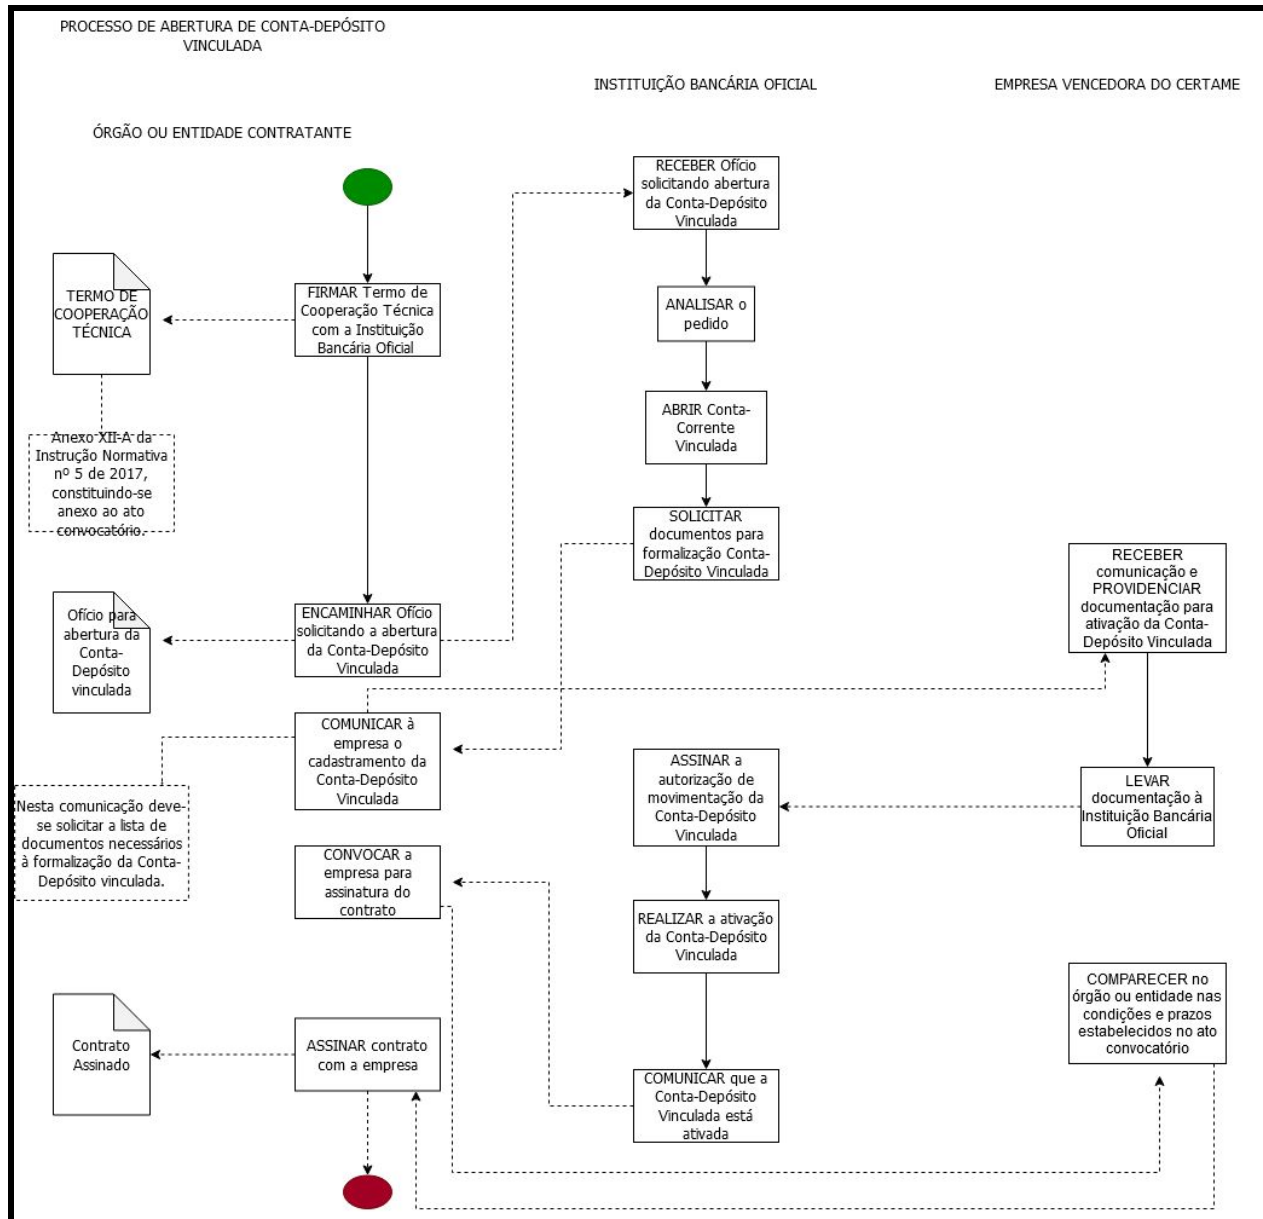 PROCESSO DE ABERTURA DE CONTA-DEPÓSITO
VINCULADA
INSTITUIÇÃO BANCÁRIA OFICIAL
EMPRESA VENCEDORA DO CERTAME
ÓRGÃO OU ENTIDADE CONTRATANTE
RECEBER Ofício
solicitando abertura
da Conta-Depósito
Vinculada
TERMO DE
COOPERAÇÃO
TÉCNICA
FIRMAR Termo de
Cooperação Técnica
com a Instituição
Bancária Oficial
ANALISAR o
pedido
ABRIR Conta-
Corrente
Vinculada
Anexo XII-A da
Instrução Normativa
nº 5 de 2017,
constituindo-se
anexo ao ato
convocatório.
SOLICITAR
documentos para
formalização Conta-
Depósito Vinculada
RECEBER
comunicação e
PROVIDENCIAR
documentação para
ativação da Conta-
Depósito Vinculada
Ofício para
abertura da
Conta-
Depósito
vinculada
ENCAMINHAR Ofício
solicitando a abertura
da Conta-Depósito
Vinculada
COMUNICAR à
empresa o
cadastramento da
Conta-Depósito
Vinculada
ASSINAR a
autorização de
movimentação da
Conta-Depósito
Vinculada
LEVAR
documentação à
Instituição Bancária
Oficial
Nesta comunicação deve-
se solicitar a lista de
documentos necessários
à formalização da Conta-
Depósito vinculada.
CONVOCAR a
empresa para
assinatura do
contrato
REALIZAR a ativação
da Conta-Depósito
Vinculada
COMPARECER no
órgão ou entidade nas
condições e prazos
estabelecidos no ato
convocatório
Contrato
Assinado
ASSINAR contrato
com a empresa
COMUNICAR que a
Conta-Depósito
Vinculada está
ativada